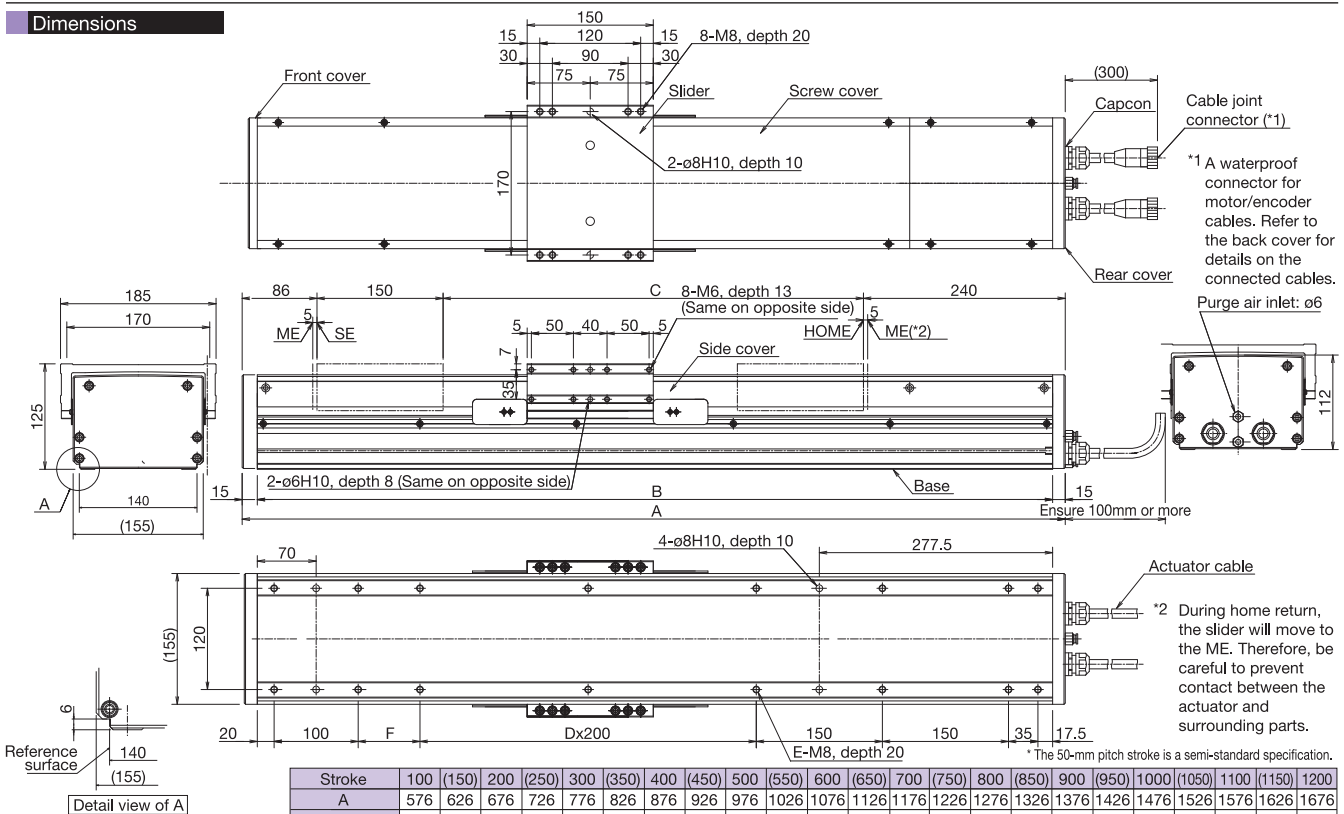 Dimensions
150
15 120 15
30 90 30
75 75
8-M8, depth 20
Front cover
Slider
Screw cover
(300)
Capcon
Cable joint
connector (*1)
2-ø8H10, depth 10
170
*1 A waterproof
connector for
motor/encoder
cables. Refer to
the back cover for
details on the
connected cables.
Rear cover
185
170
86 150 C 240
8-M6, depth 13
(Same on opposite side)
Purge air inlet: ø6
5
ME SE
5 50 40 50 5
HOME ME(*2)
5
7
35
Side cover
125
112
A
140
(155)
15
2-ø6H10, depth 8 (Same on opposite side)
B
Base
15
A
Ensure 100mm or more
4-ø8H10, depth 10
70
277.5
Actuator cable
(155)
120
*2 During home return,
the slider will move to
the ME. Therefore, be
careful to prevent
contact between the
actuator and
surrounding parts.
20 100 F Dx200 150 150 35 17.5
E-M8, depth 20
6
Reference
surface
140
(155)
Detail view of A
* The 50-mm pitch stroke is a semi-standard specification.
Stroke 100 (150) 200 (250) 300 (350) 400 (450) 500 (550) 600 (650) 700 (750) 800 (850) 900 (950) 1000 (1050) 1100 (1150) 1200
A 576 626 676 726 776 826 876 926 976 1026 1076 1126 1176 1226 1276 1326 1376 1426 1476 1526 1576 1626 1676